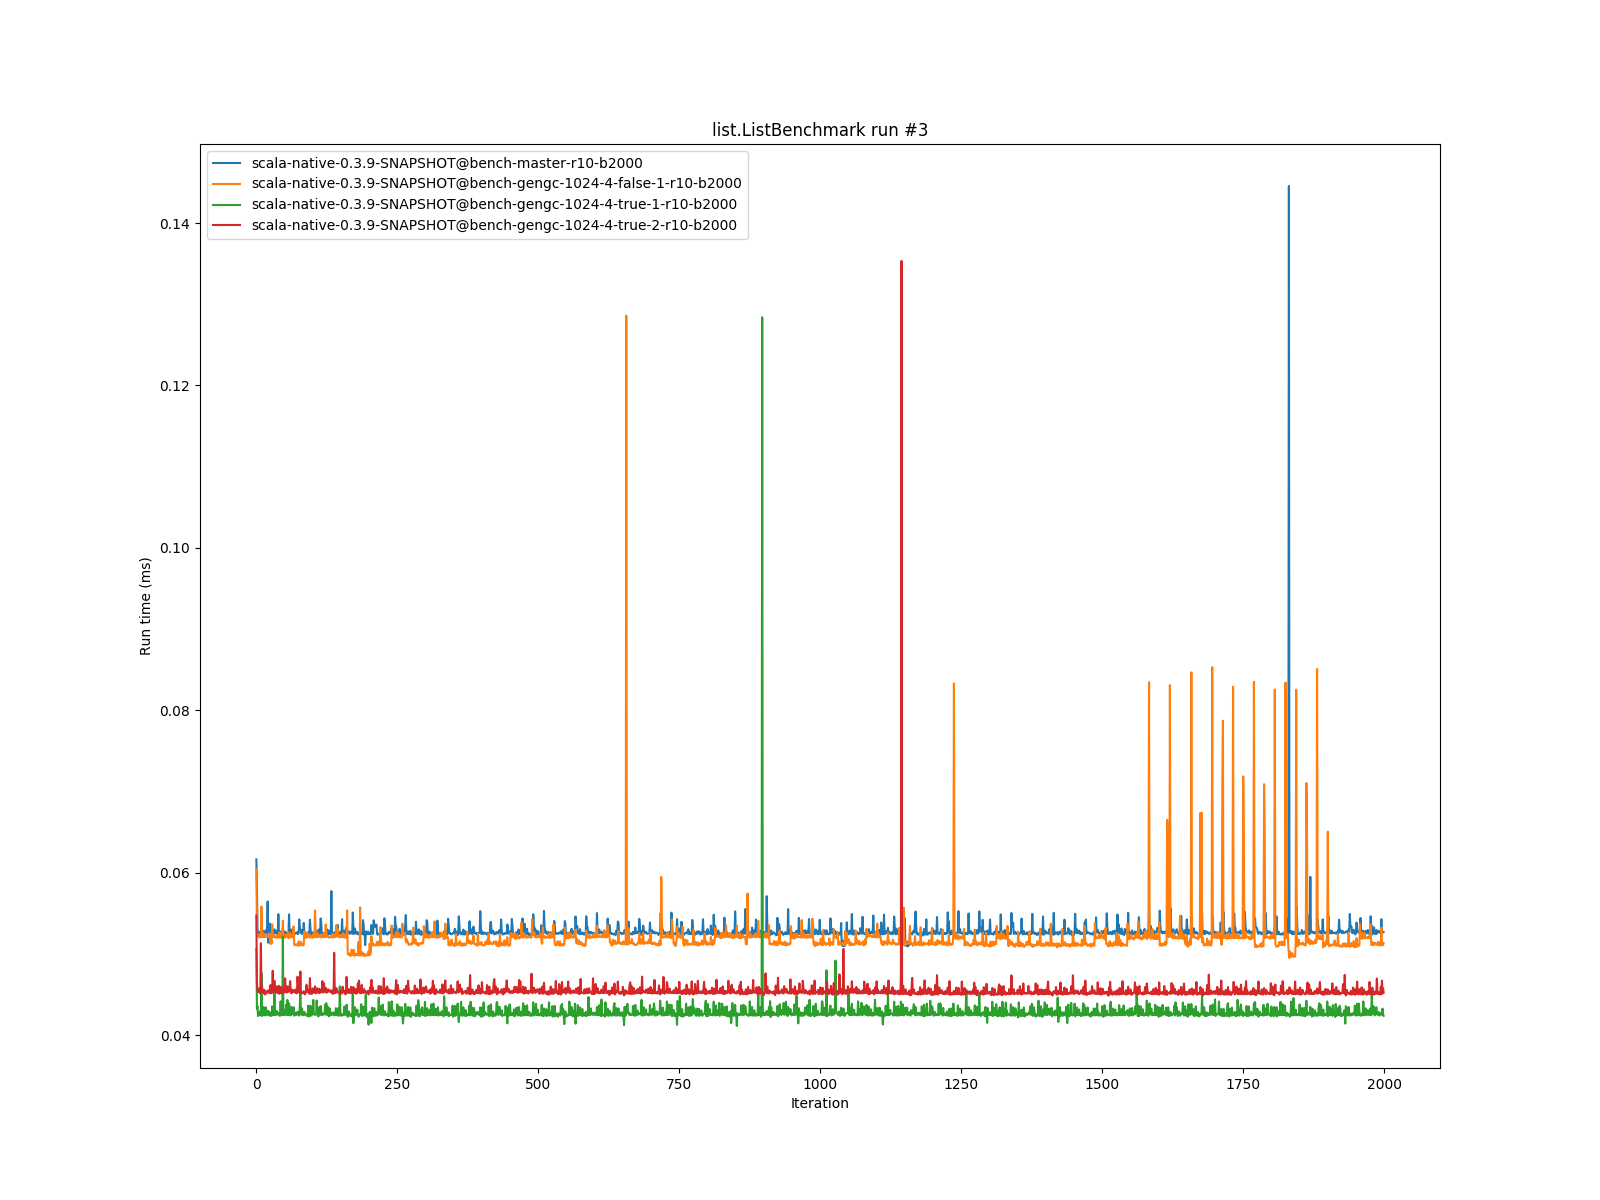 list.ListBenchmark run #3
scala-native-0.3.9-SNAPSHOT@bench-master-r10-b2000
scala-native-0.3.9-SNAPSHOT@bench-gengc-1024-4-false-1-r10-b2000
scala-native-0.3.9-SNAPSHOT@bench-gengc-1024-4-true-1-r10-b2000
scala-native-0.3.9-SNAPSHOT@bench-gengc-1024-4-true-2-r10-b2000
0.14
0.12
0.10
0.08
0.06
0.04
Run time (ms)
0 250 500 750 1000 1250 1500 1750 2000
Iteration